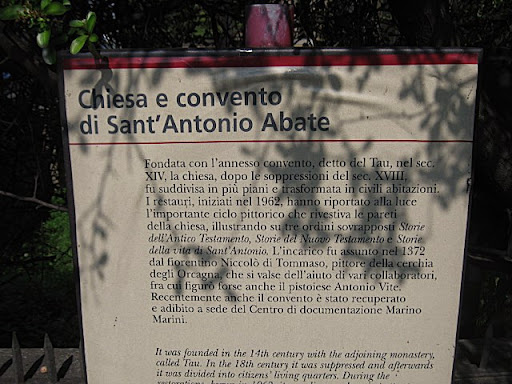 Chiesa e convento
di Sant'Antonio Abate
Fondata con l'annesso convento, detto del Tau, nel sec.
XIV, la chiesa, dopo le soppressioni del sec. XVIII,
fu suddivisa in più piani e trasformata in civili abitazioni.
I restauri, iniziati nel 1962, hanno riportato alla luce
l'importante ciclo pittorico che rivestiva le pareti
della chiesa, illustrando su tre ordini sovrapposti Storie
dell'Antico Testamento, Storie del Nuovo Testamento e Storie
della vita di Sant'Antonio. L'incarico fu assunto nel 1372
dal fiorentino Niccolò di Tommaso, pittore della cerchia
degli Orcagna, che si valse dell'aiuto di vari collaboratori,
fra cui figurò forse anche il pistoiese Antonio Vite.
Recentemente anche il convento è stato recuperato
e adibito a sede del Centro di documentazione Marino
Marini.
It was founded in the 14th century with the adjoining monastery,
called Tau. In the 18th century it was suppressed and afterwards
it was divided into citizens' living quarters. During the